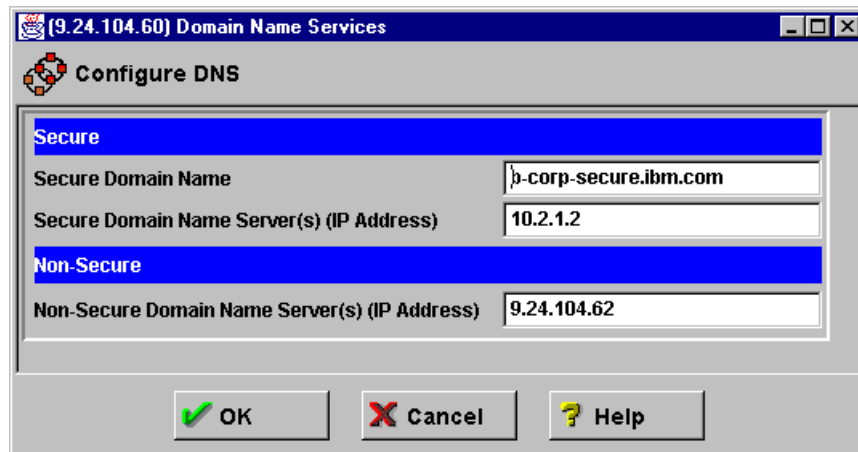 (9.24.104.60) Domain Name Services
Configure DNS
Secure
Secure Domain Name b-corp-secure.ibm.com
Secure Domain Name Server(s) (IP Address) 10.2.1.2
Non-Secure
Non-Secure Domain Name Server(s) (IP Address) 9.24.104.62
OK Cancel Help